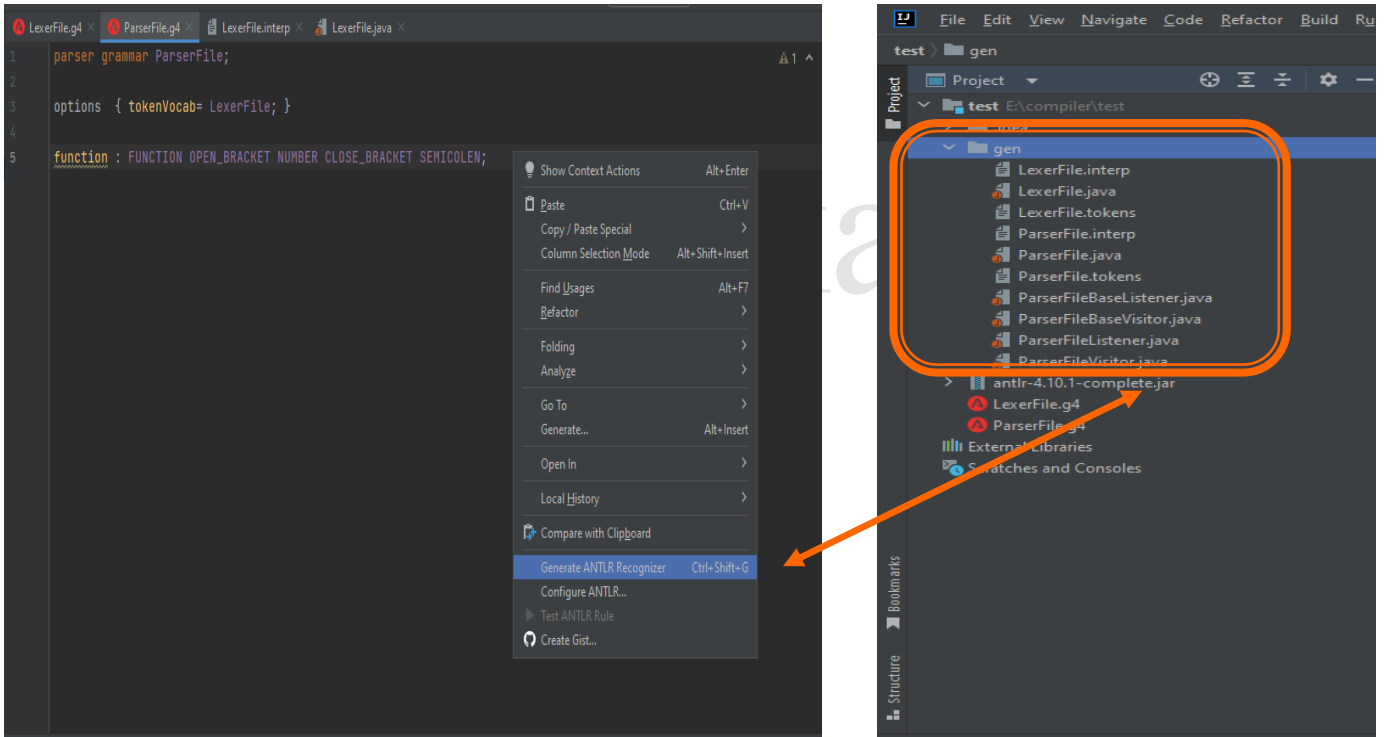 LexerFile.g4 ParserFile.g4 LexerFile.interp LexerFile.java
1 parser grammar ParserFile; 1
2
3 options { tokenVocab= LexerFile; }
4
5 function : FUNCTION OPEN_BRACKET NUMBER CLOSE_BRACKET SEMICOLEN;
Show Context Actions Alt+Enter
Paste Ctrl+V
Copy / Paste Special
Column Selection Mode Alt+Shift+Insert
Find Usages Alt+F7
Refactor
Folding
Analyze
Go To
Generate... Alt+Insert
Open In
Local History
Compare with Clipboard
Generate ANTLR Recognizer Ctrl+Shift+G
Configure ANTLR...
Test ANTLR Rule
Create Gist...
IJ File Edit View Navigate Code Refactor Build Ru
test gen
Project
Project
test E:\compiler\test
.idea
gen
LexerFile.interp
LexerFile.java
LexerFile.tokens
ParserFile.interp
ParserFile.java
ParserFile.tokens
ParserFileBaseListener.java
ParserFileBaseVisitor.java
ParserFileListener.java
ParserFileVisitor.java
antlr-4.10.1-complete.jar
LexerFile.g4
ParserFile.g4
External Libraries
Scratches and Consoles
Bookmarks
Structure